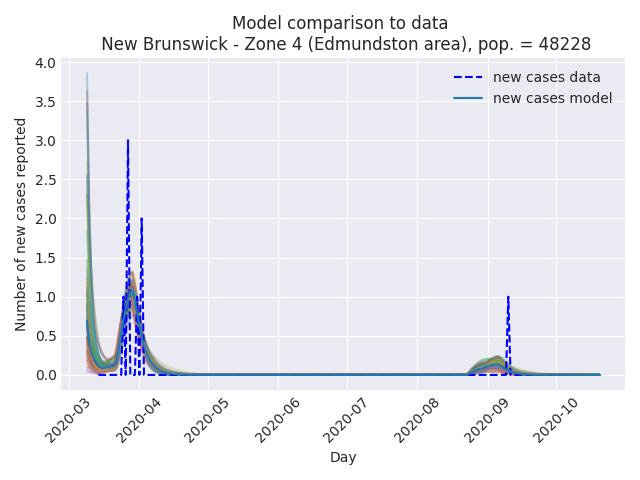 Model comparison to data
New Brunswick - Zone 4 (Edmundston area), pop. = 48228
new cases data
new cases model
Number of new cases reported
4.0
3.5
3.0
2.5
2.0
1.5
1.0
0.5
0.0
2020-03
2020-04
2020-05
2020-06
2020-07
2020-08
2020-09
2020-10
Day